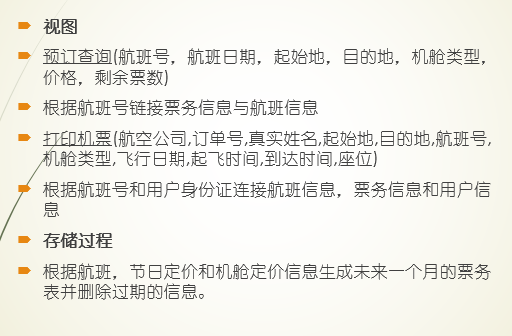 视图
预订查询(航班号，航班日期，起始地，目的地，机舱类型，
价格，剩余票数)
根据航班号链接票务信息与航班信息
打印机票(航空公司,订单号,真实姓名,起始地,目的地,航班号,
机舱类型,飞行日期,起飞时间,到达时间,座位)
根据航班号和用户身份证连接航班信息，票务信息和用户信
息
存储过程
根据航班，节日定价和机舱定价信息生成未来一个月的票务
表并删除过期的信息。